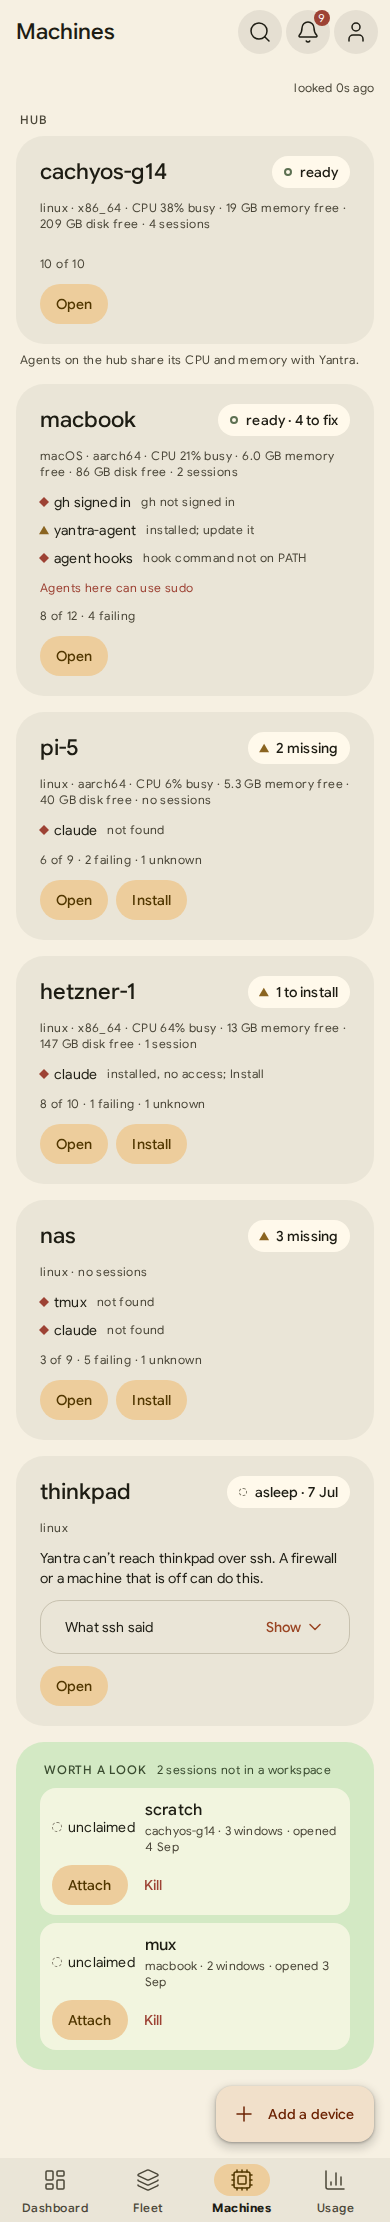 Machines
9
looked 0s ago
HUB
cachyos-g14
ready
linux · x86_64 · CPU 38% busy · 19 GB memory free ·
209 GB disk free · 4 sessions
10 of 10
Open
Agents on the hub share its CPU and memory with Yantra.
macbook
ready · 4 to fix
macOS · aarch64 · CPU 21% busy · 6.0 GB memory
free · 86 GB disk free · 2 sessions
gh signed in gh not signed in
yantra-agent installed; update it
agent hooks hook command not on PATH
Agents here can use sudo
8 of 12 · 4 failing
Open
pi-5
2 missing
linux · aarch64 · CPU 6% busy · 5.3 GB memory free ·
40 GB disk free · no sessions
claude not found
6 of 9 · 2 failing · 1 unknown
Open Install
hetzner-1
1 to install
linux · x86_64 · CPU 64% busy · 13 GB memory free ·
147 GB disk free · 1 session
claude installed, no access; Install
8 of 10 · 1 failing · 1 unknown
Open Install
nas
3 missing
linux · no sessions
tmux not found
claude not found
3 of 9 · 5 failing · 1 unknown
Open Install
thinkpad
asleep · 7 Jul
linux
Yantra can't reach thinkpad over ssh. A firewall
or a machine that is off can do this.
What ssh said Show
Open
WORTH A LOOK 2 sessions not in a workspace
unclaimed
scratch
cachyos-g14 · 3 windows · opened
4 Sep
Attach Kill
unclaimed
mux
macbook · 2 windows · opened 3
Sep
Attach Kill
Add a device
Dashboard Fleet Machines Usage